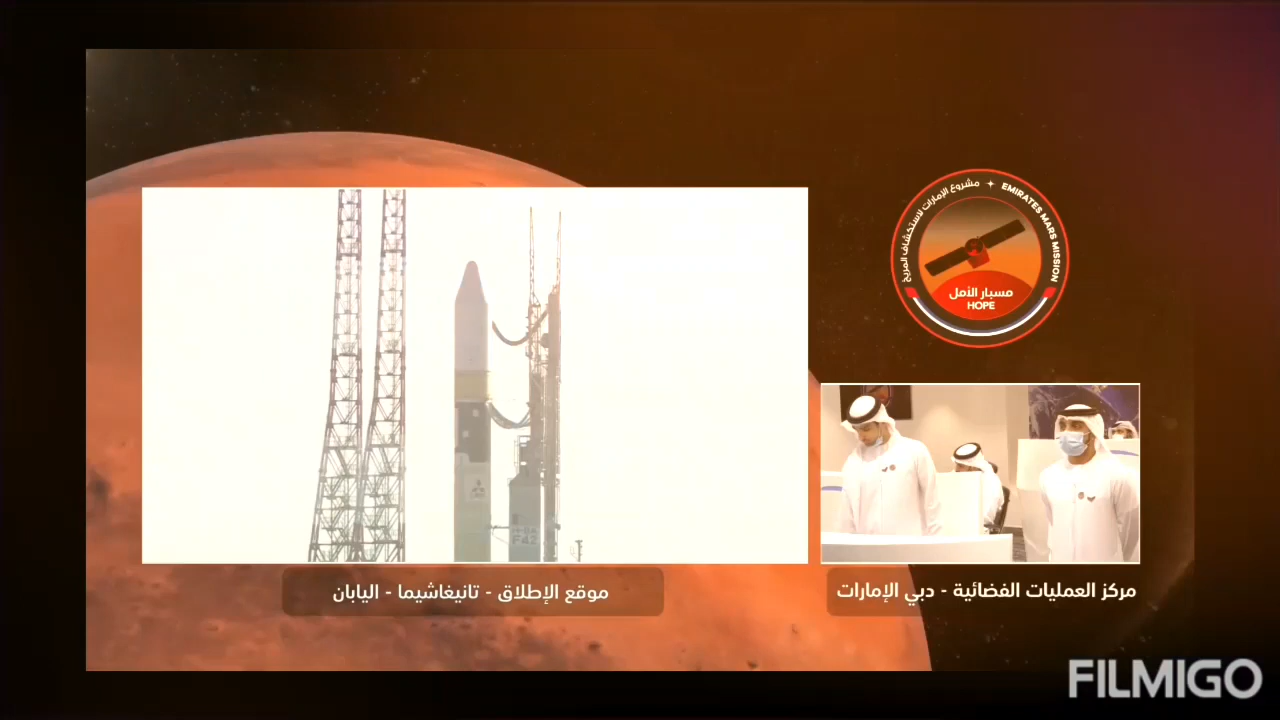 مشروع الإمارات لاستكشاف المريخ
EMIRATES MARS MISSION
مسبار الأمل
HOPE
موقع الإطلاق - تانيغاشيما - اليابان
مركز العمليات الفضائية - دبي الإمارات
FILMIGO